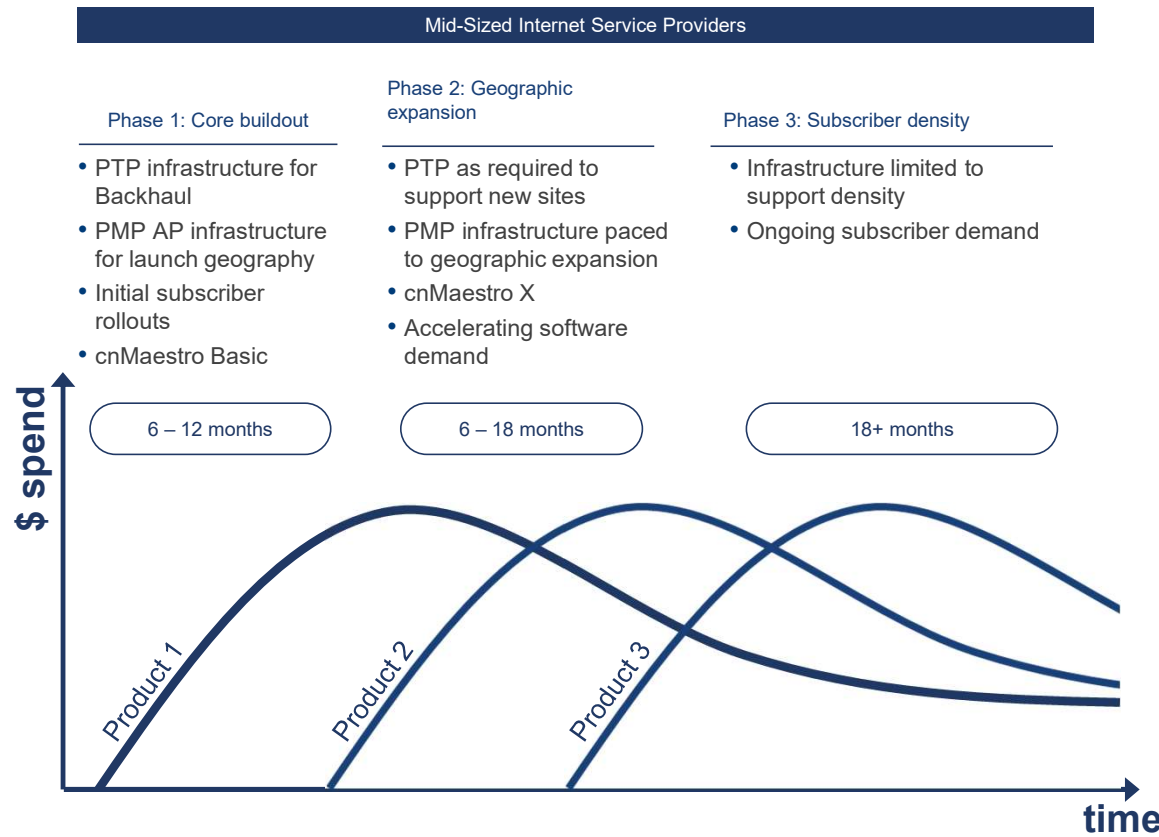 Mid-Sized Internet Service Providers
Phase 1: Core buildout
• PTP infrastructure for
Backhaul
• PMP AP infrastructure
for launch geography
• Initial subscriber
rollouts
• cnMaestro Basic
Phase 2: Geographic
expansion
• PTP as required to
support new sites
• PMP infrastructure paced
to geographic expansion
• cnMaestro X
• Accelerating software
demand
Phase 3: Subscriber density
• Infrastructure limited to
support density
• Ongoing subscriber demand
$ spend
6 – 12 months
6 – 18 months
18+ months
Product 1
Product 2
Product 3
time